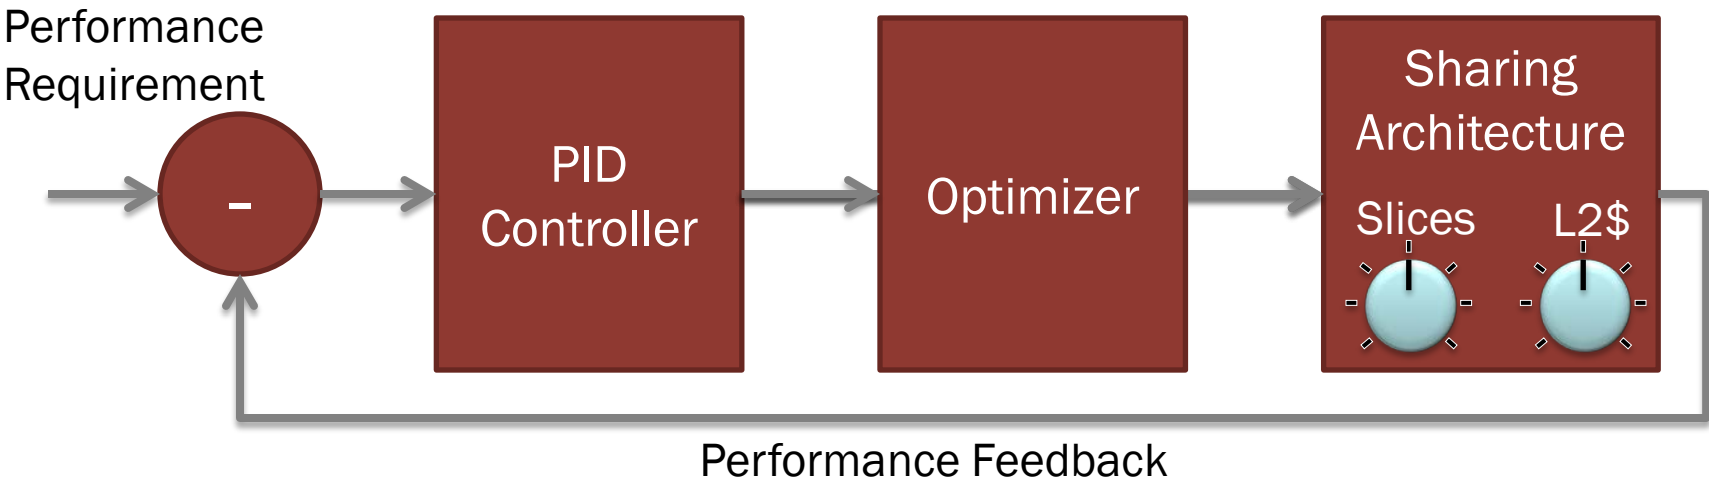 Performance
Requirement
-
PID
Controller
Optimizer
Sharing
Architecture
Slices
L2$
Performance Feedback